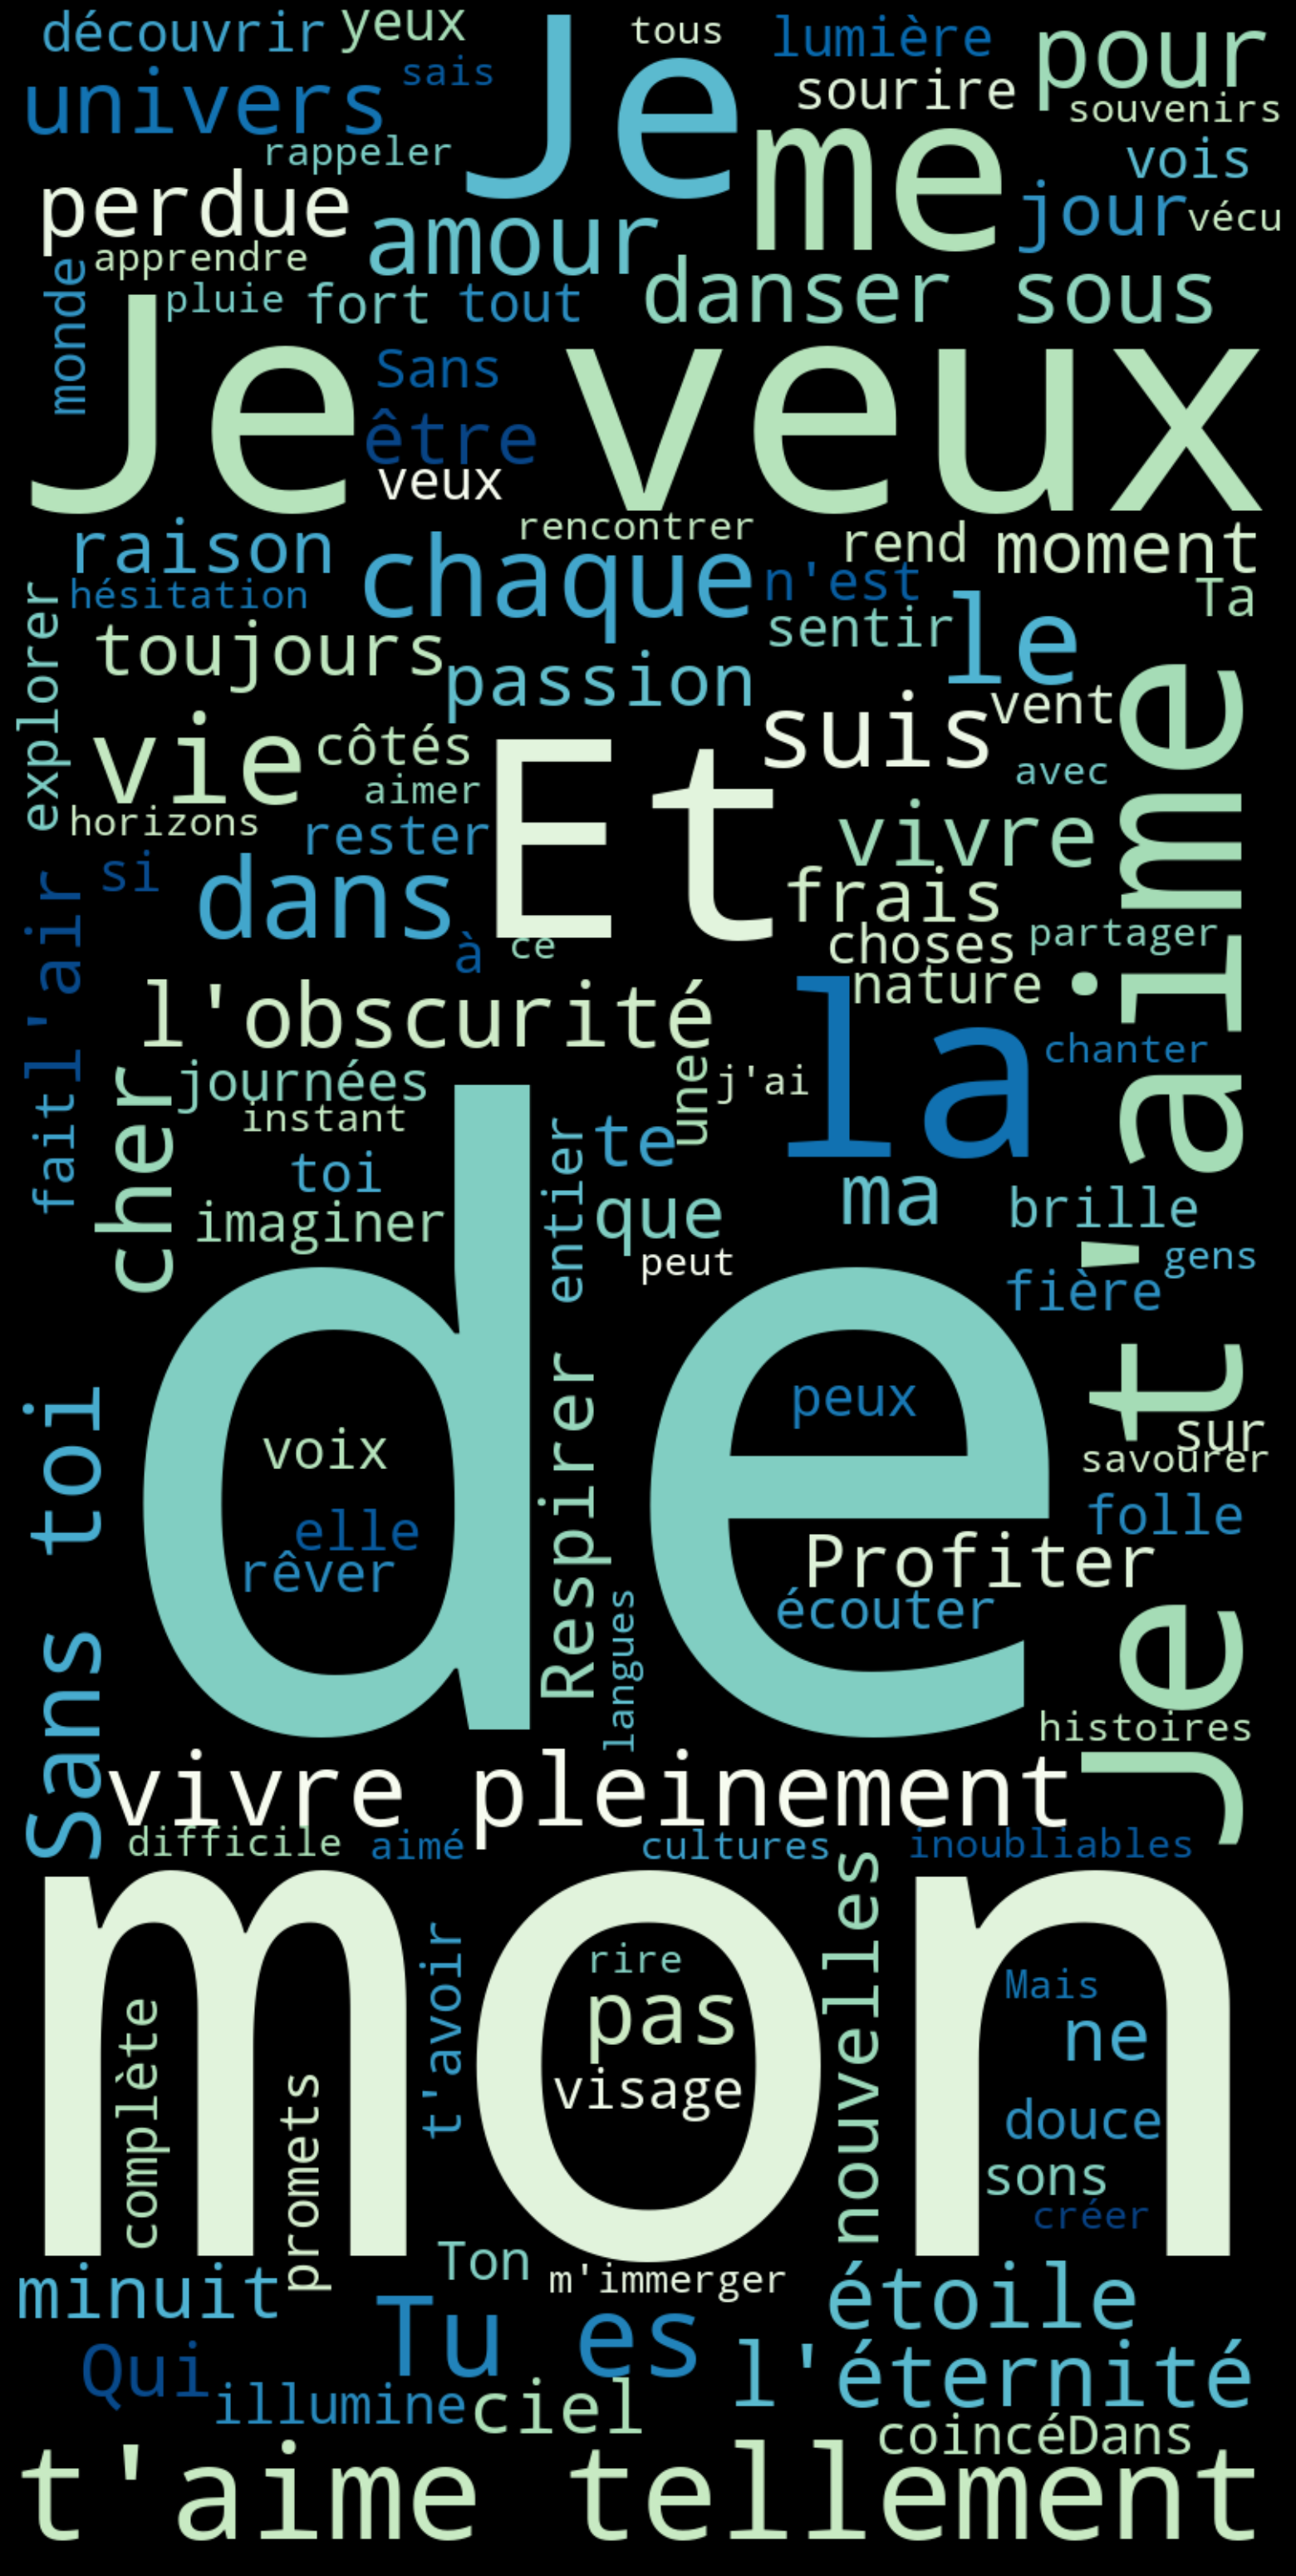 découvrir
yeux
tous
lumière
pour
univers
sais
Je
sourire
souvenirs
rappeler
me
vois
perdue
amour
jour
vécu
apprendre
monde
pluie
fort
tout
danser sous
Je veux
Sans
être
veux
rencontrer
raison
chaque
rend
moment
hésitation
n'est
Ta
explorer
toujours
sentir
le
passion
suis
vent
vie
côtés
Et
avec
aimer
horizons
rester
vivre
si
dans
frais
à
ce
choses
partager
l'air
l'obscurité
nature
la
chanter
fait
cher
journées
une
j'ai
instant
entier
te
toi
ma
brille
imaginer
que
peut
gens
fière
Je t'aime
de
Sans toi
voix
Respirer
peux
sur
savourer
elle
rêver
folle
Profiter
écouter
langues
histoires
vivre pleinement
difficile
aimé
cultures
inoubliables
mon
nouvelles
t'avoir
rire
Mais
complète
pas
ne
promets
visage
douce
sons
créer
Ton
m'immerger
minuit
Tu es
étoile
Qui
l'éternité
illumine
ciel
coincéDans
t'aime tellement